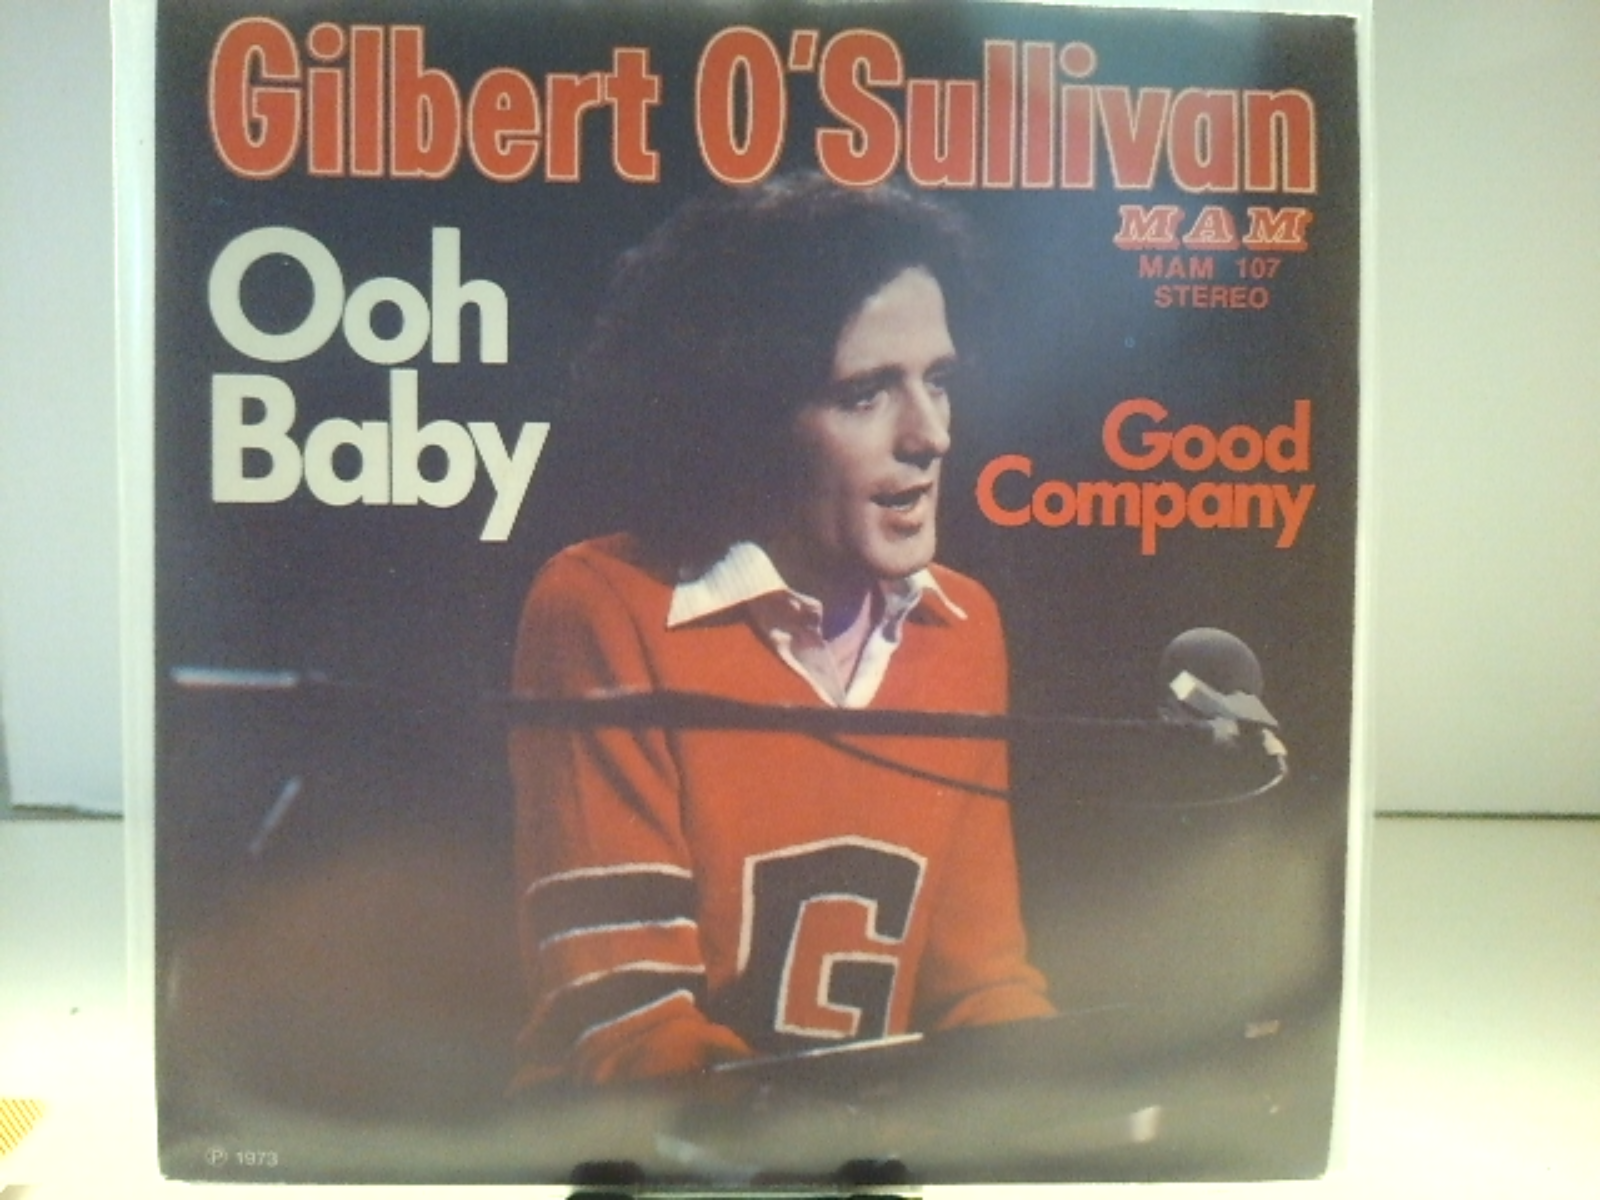 Gilbert O'Sullivan
MAM
MAM 107
STEREO
Ooh
Baby
Good
Company
G
℗ 1973